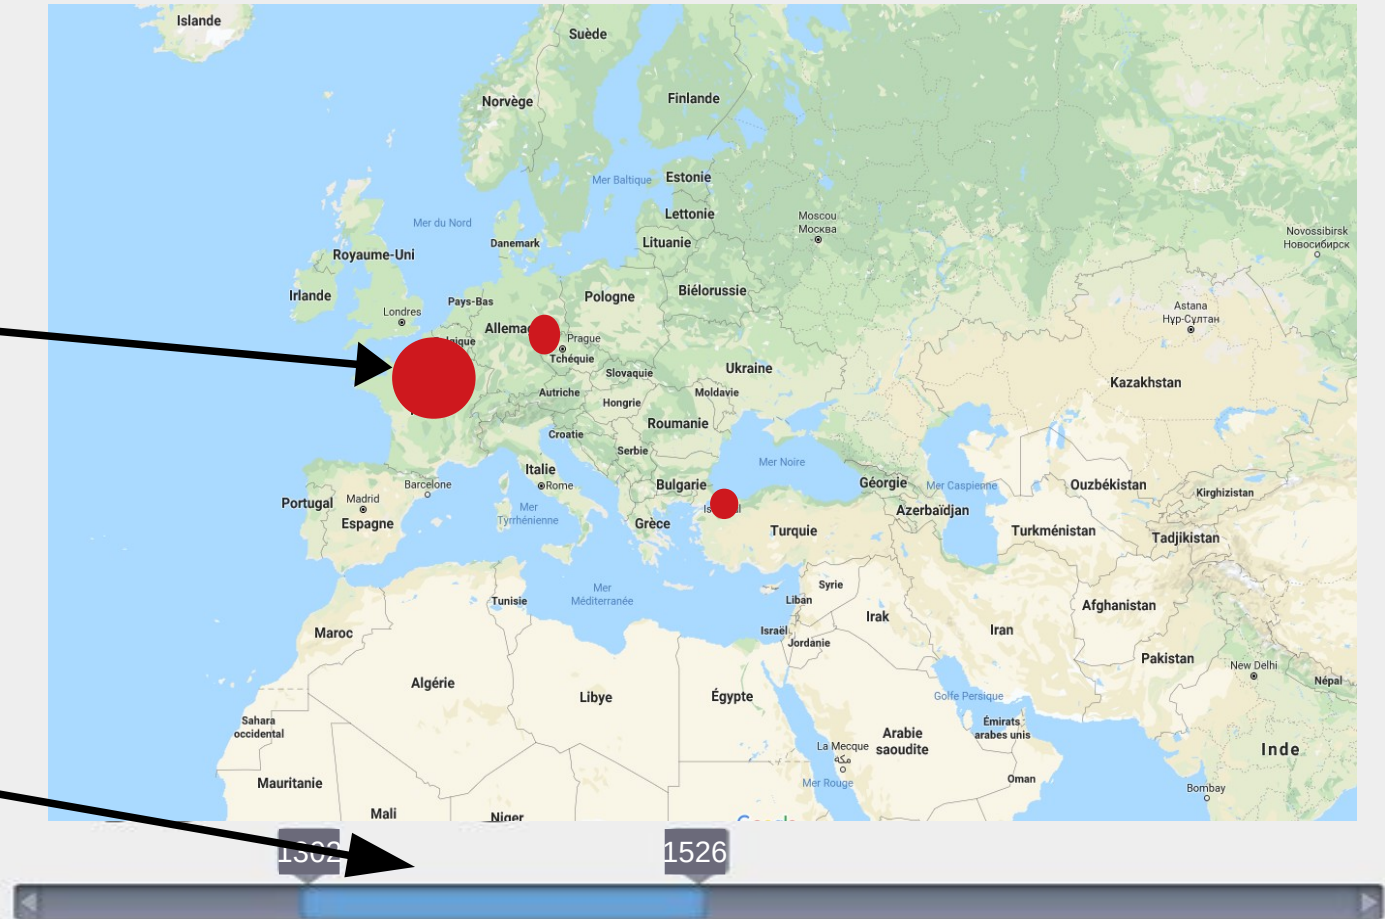 Islande
Suède
Norvège
Finlande
Mer Baltique
Estonie
Lettonie
Mer du Nord
Moscou
Москва
Novossibirsk
Новосибирск
Danemark
Lituanie
Royaume-Uni
Irlande
Pays-Bas
Pologne
Biélorussie
Londres
Astana
Нұр-Сұлтан
Prague
Tchéquie
Ukraine
Slovaquie
Kazakhstan
Autriche
Moldavie
Hongrie
Roumanie
Croatie
Serbie
Mer Noire
Italie
Rome
Barcelone
Bulgarie
Géorgie
Mer Caspienne
Ouzbékistan
Kirghizistan
Portugal
Madrid
Espagne
Mer
Tyrrhénienne
Grèce
Azerbaïdjan
Turquie
Turkménistan
Tadjikistan
Mer
Méditerranée
Syrie
Tunisie
Liban
Afghanistan
Irak
Maroc
Israël
Jordanie
Iran
Pakistan
New Delhi
Népal
Algérie
Libye
Égypte
Golfe Persique
Sahara
occidental
Émirats
arabes unis
Arabie
saoudite
La Mecque
مكة
Inde
Mauritanie
Mer Rouge
Oman
Bombay
Mali
Niger
1302
1526